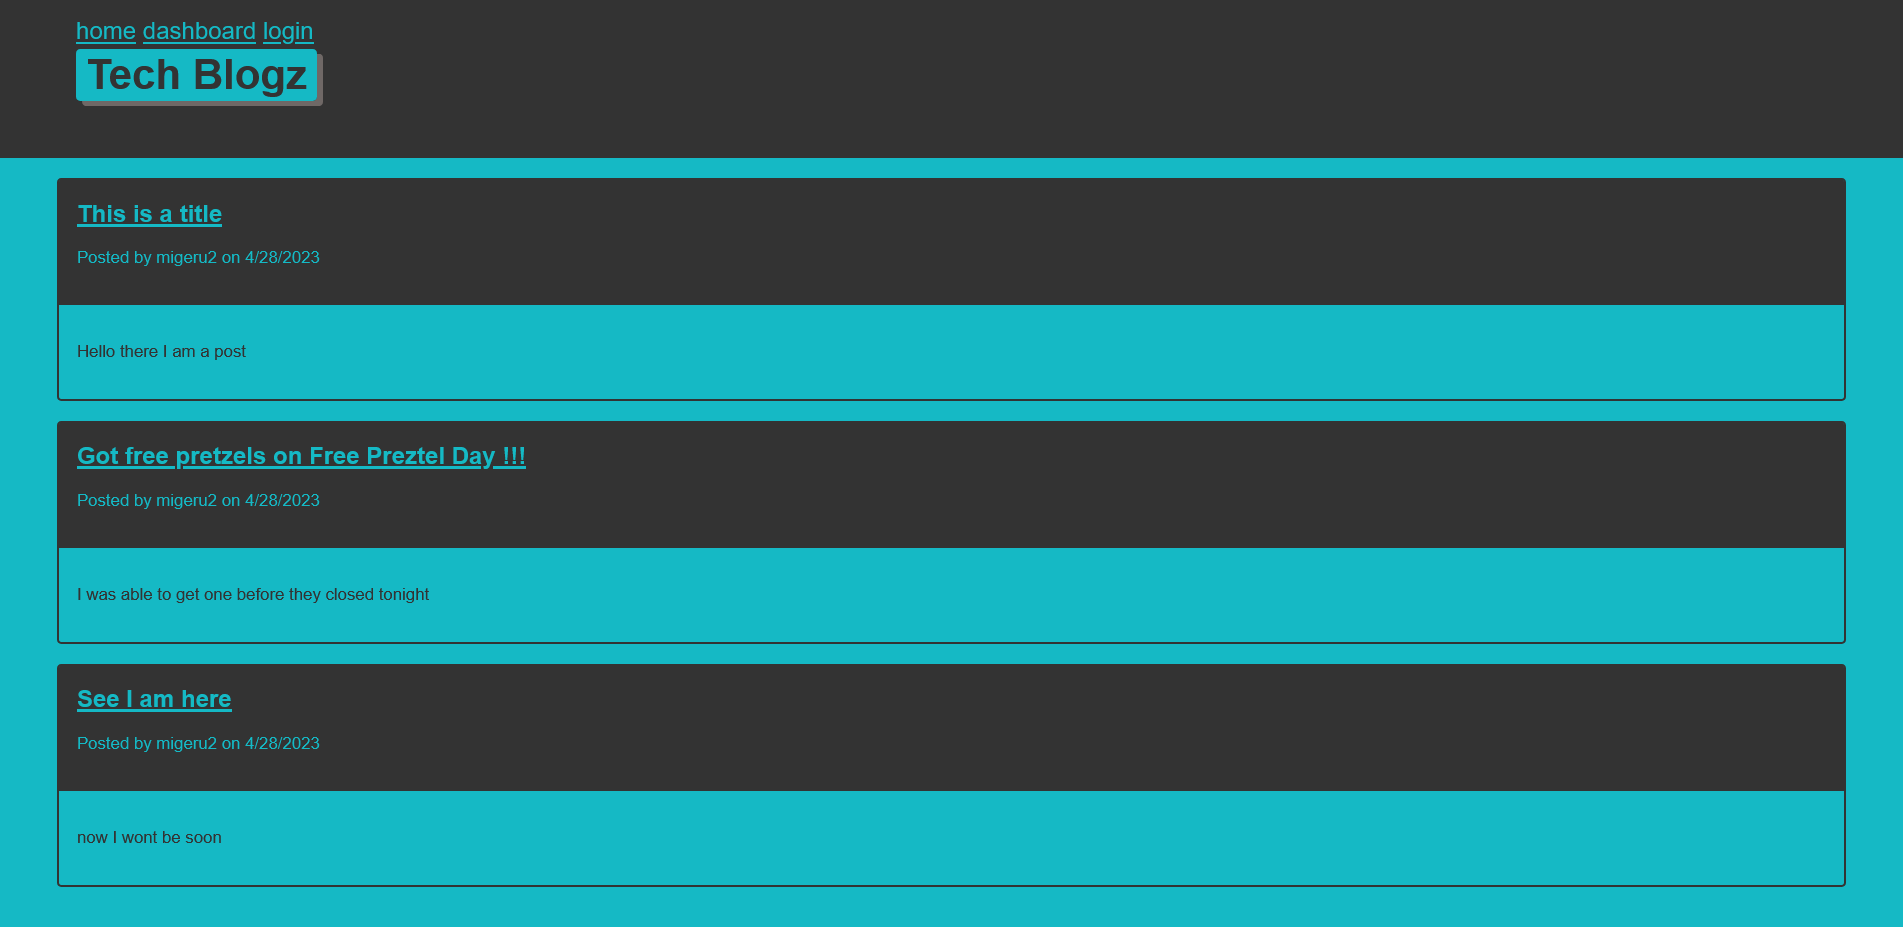 home dashboard login
Tech Blogz
This is a title
Posted by migeru2 on 4/28/2023
Hello there I am a post
Got free pretzels on Free Preztel Day !!!
Posted by migeru2 on 4/28/2023
I was able to get one before they closed tonight
See I am here
Posted by migeru2 on 4/28/2023
now I wont be soon